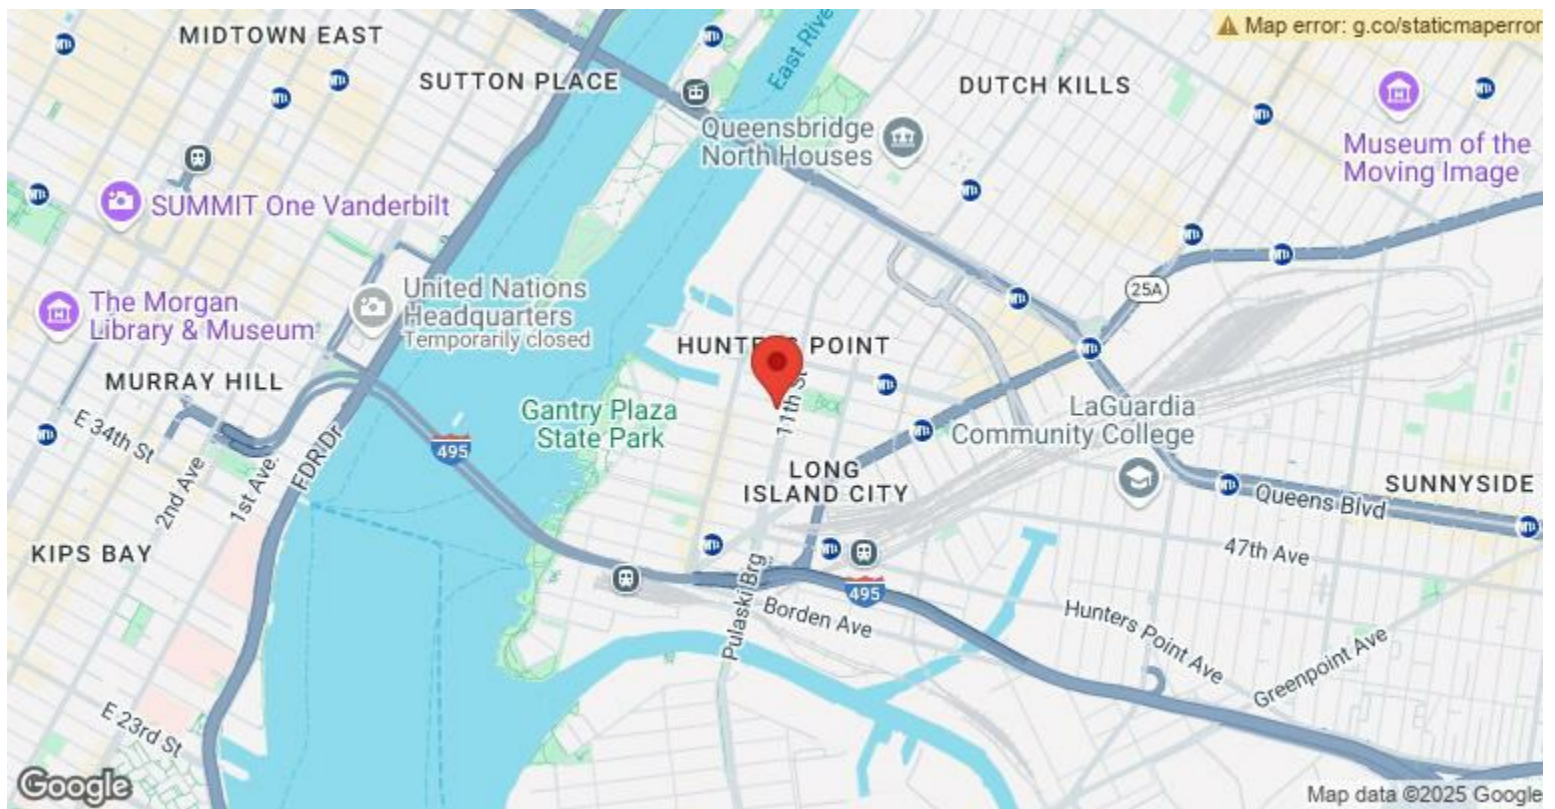 MIDTOWN EAST
Map error: g.co/staticmaperror
East River
SUTTON PLACE
DUTCH KILLS
Queensbridge
North Houses
Museum of the
Moving Image
SUMMIT One Vanderbilt
25A
The Morgan
Library & Museum
United Nations
Headquarters
Temporarily closed
HUNTERS POINT
MURRAY HILL
11th St
Gantry Plaza
State Park
LaGuardia
Community College
E 34th St
495
LONG
ISLAND CITY
SUNNYSIDE
2nd Ave
1st Ave
FDR Dr
Queens Blvd
KIPS BAY
47th Ave
Pulaski Brg
495
Borden Ave
Hunters Point Ave
Greenpoint Ave
E 23rd St
Google
Map data ©2025 Google